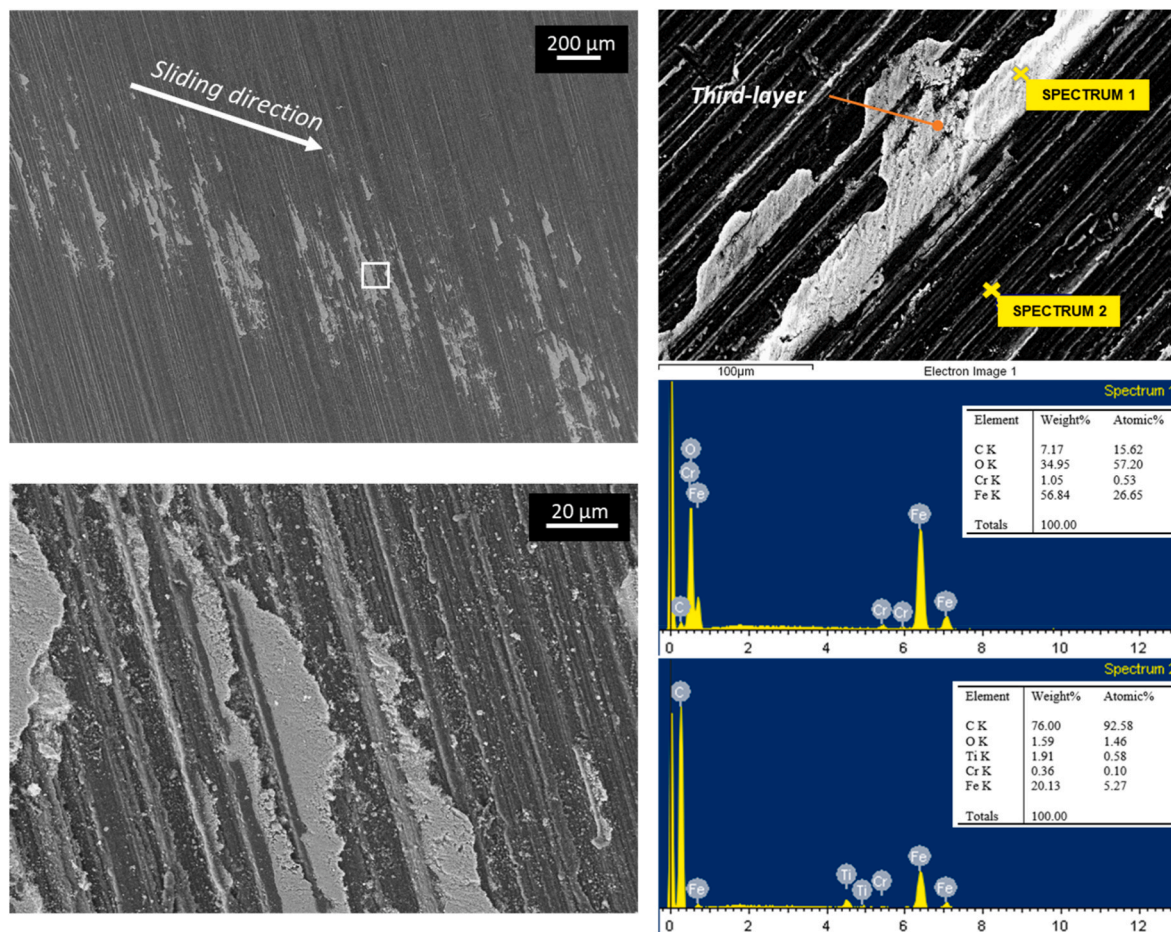 200 µm
Sliding direction
Third-layer
SPECTRUM 1
SPECTRUM 2
100µm Electron Image 1
20 µm
Spectrum 1
O
Cr
Fe
C
Cr
Cr
Fe
Fe
Element Weight% Atomic%
C K 7.17 15.62
O K 34.95 57.20
Cr K 1.05 0.53
Fe K 56.84 26.65
Totals 100.00
0 2 4 6 8 10 12
Spectrum 2
C
Fe
Ti
Ti
Cr
Fe
Fe
Element Weight% Atomic%
C K 76.00 92.58
O K 1.59 1.46
Ti K 1.91 0.58
Cr K 0.36 0.10
Fe K 20.13 5.27
Totals 100.00
0 2 4 6 8 10 12